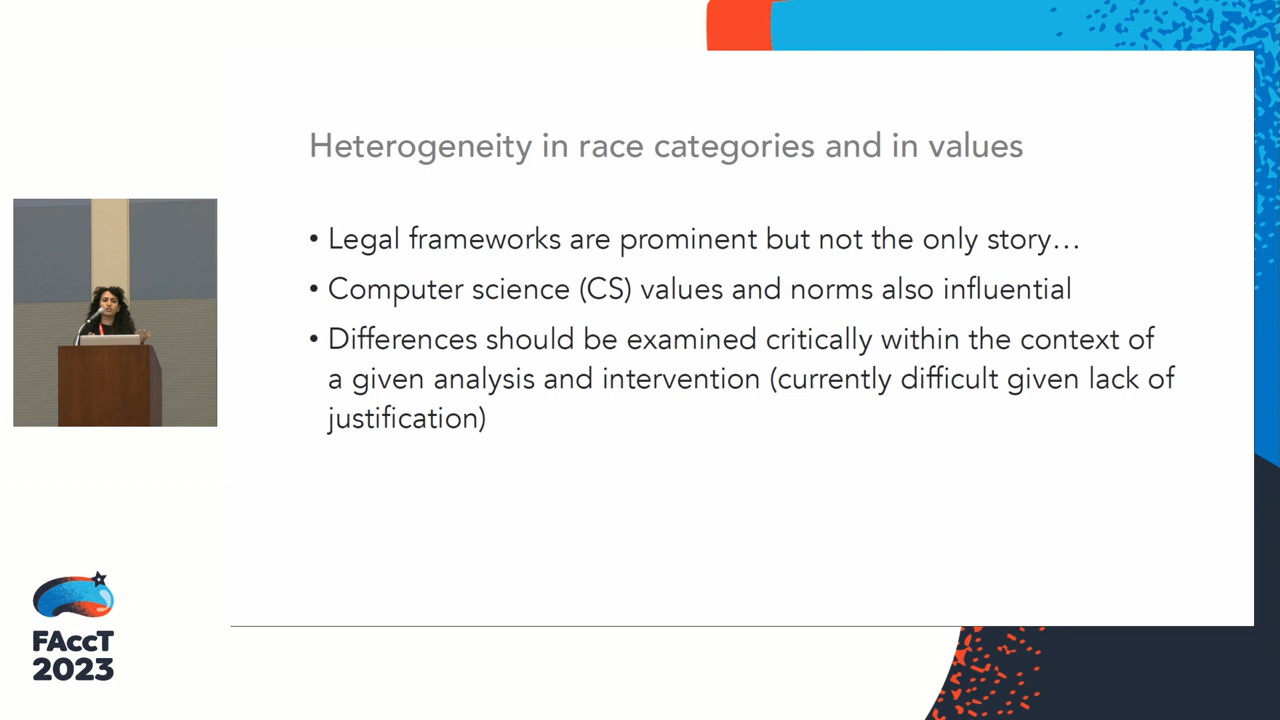 Heterogeneity in race categories and in values
• Legal frameworks are prominent but not the only story…
• Computer science (CS) values and norms also influential
• Differences should be examined critically within the context of
a given analysis and intervention (currently difficult given lack of
justification)
FAccT
2023